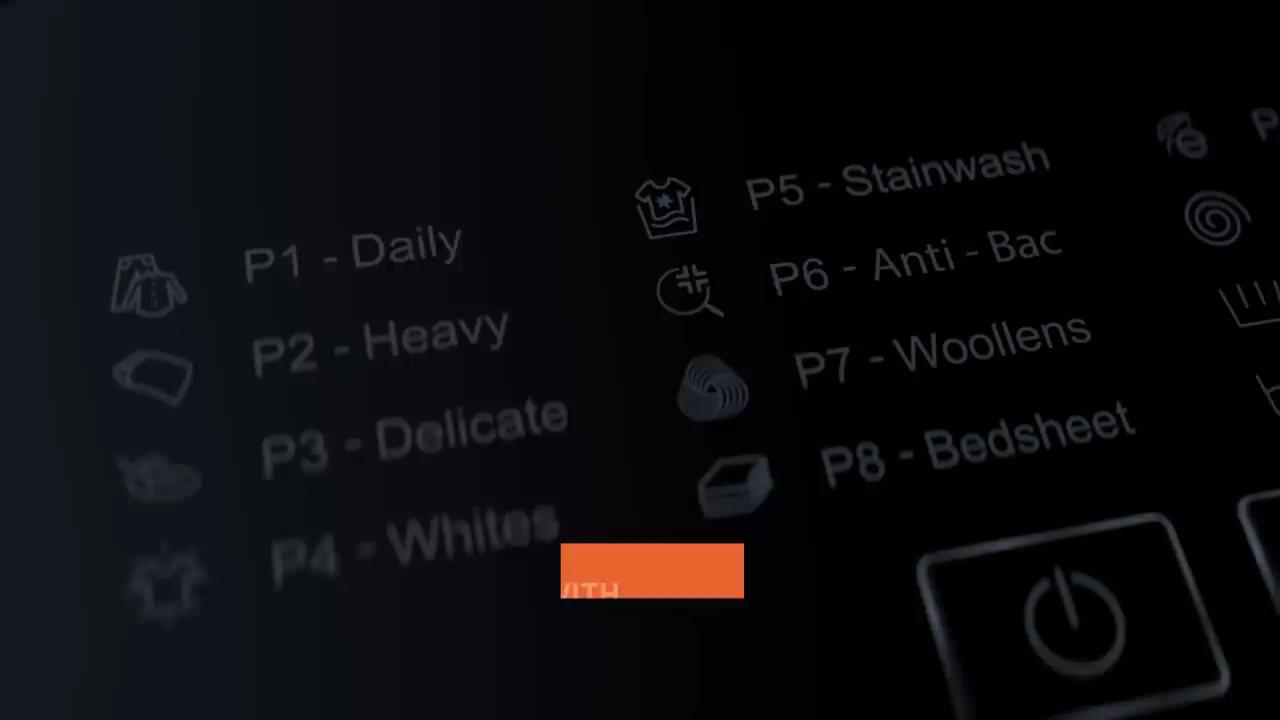 P1 - Daily
P2 - Heavy
P3 - Delicate
P4 - Whites
P5 - Stainwash
P6 - Anti - Bac
P7 - Woollens
P8 - Bedsheet